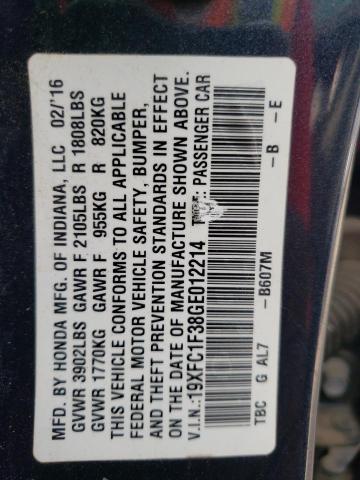 MFD. BY HONDA MFG. OF INDIANA, LLC 02/'16
GVWR 3902LBS GAWR F 2105LBS R 1808LBS
GVWR 1770KG GAWR F 955KG R 820KG
THIS VEHICLE CONFORMS TO ALL APPLICABLE
FEDERAL MOTOR VEHICLE SAFETY, BUMPER,
AND THEFT PREVENTION STANDARDS IN EFFECT
ON THE DATE OF MANUFACTURE SHOWN ABOVE.
V.I.N.:19XFC1F38GE012214 TYPE: PASSENGER CAR
TBC G AL7 -B607M -B -E